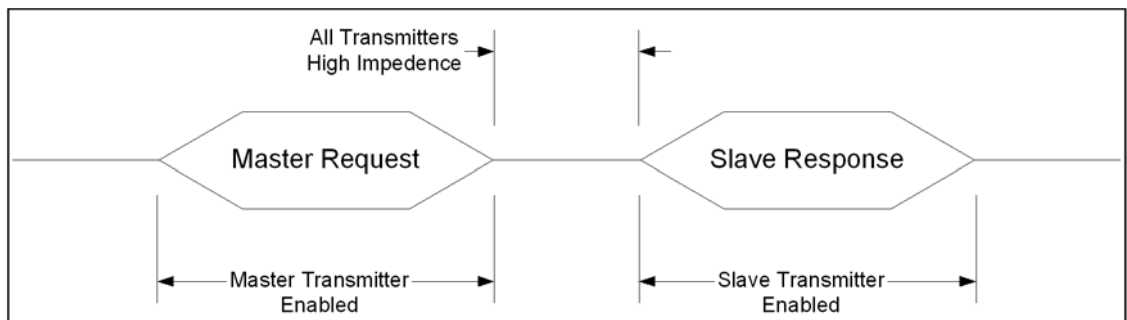 All Transmitters
High Impedence
Master Request
Slave Response
Master Transmitter
Enabled
Slave Transmitter
Enabled